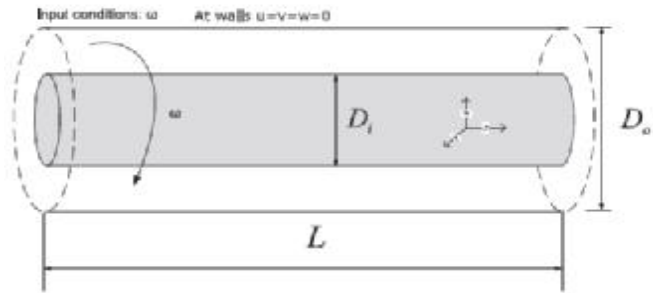 Input conditions: ω At walls u=v=w=0
ω
D_i
D_o
L